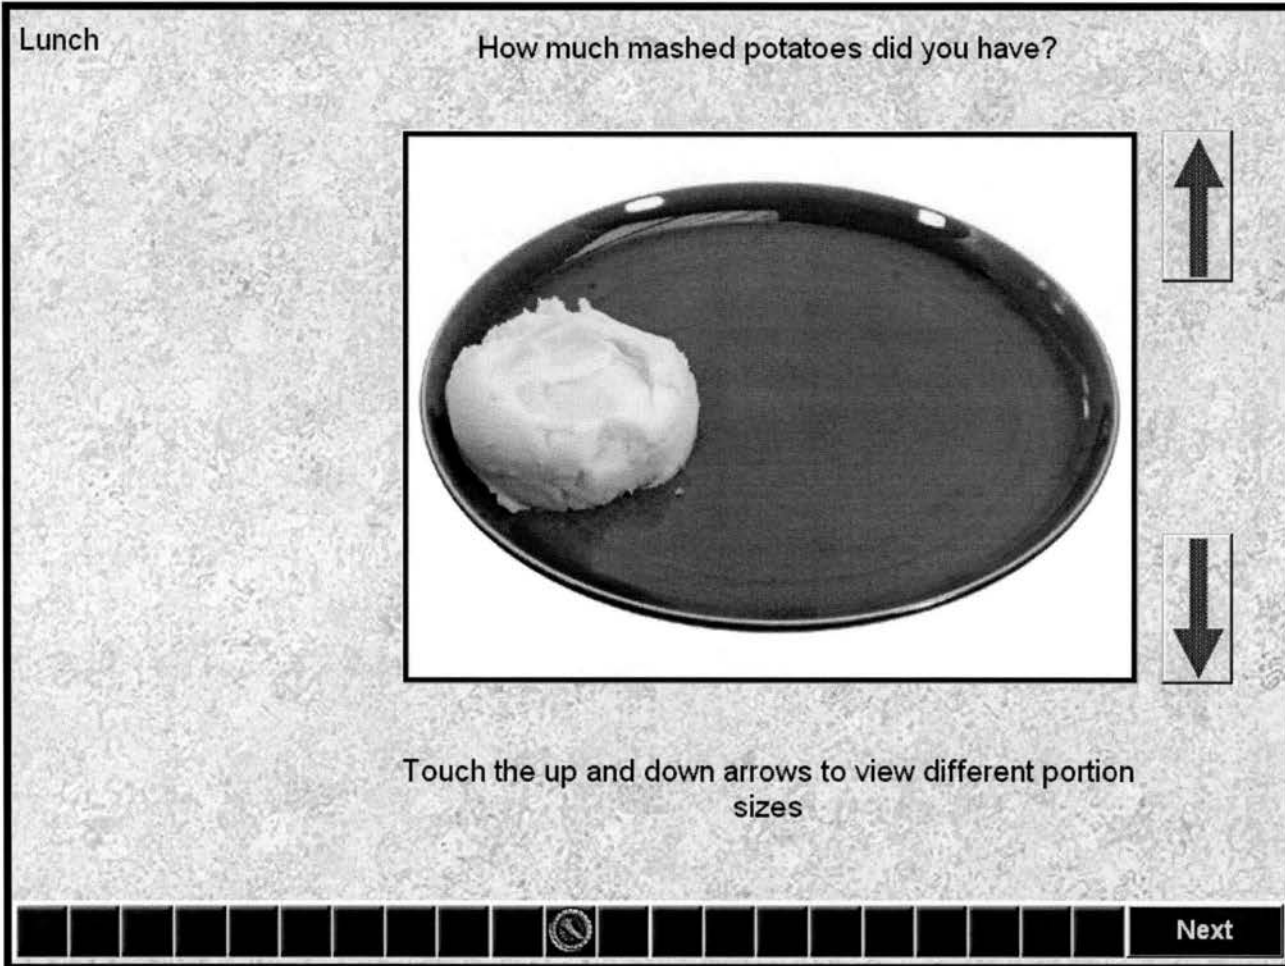 Lunch
How much mashed potatoes did you have?
Touch the up and down arrows to view different portion
sizes
Next